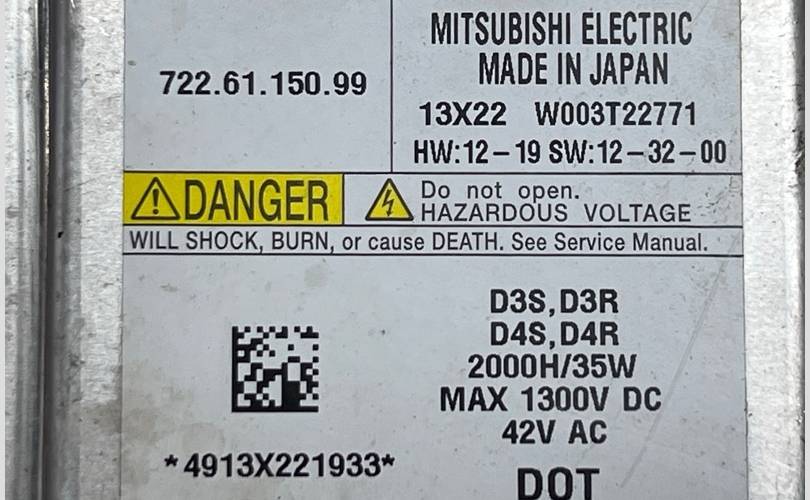 722.61.150.99
MITSUBISHI ELECTRIC
MADE IN JAPAN
13X22 W003T22771
HW:12-19 SW:12-32-00
DANGER
Do not open.
HAZARDOUS VOLTAGE
WILL SHOCK, BURN, or cause DEATH. See Service Manual.
D3S,D3R
D4S,D4R
2000H/35W
MAX 1300V DC
42V AC
*4913X221933*
DOT